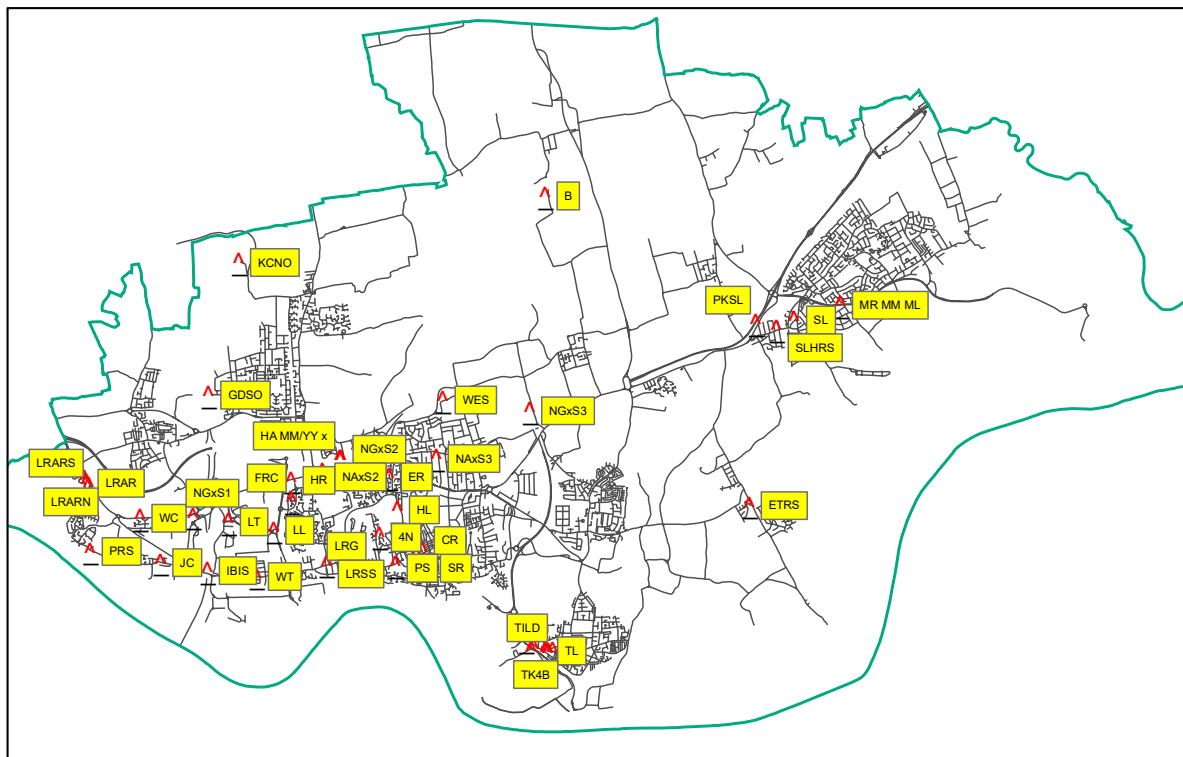 B
KCNO
PKSL
MR MM ML
SL
SLHRS
GDSO
WES
NGxS3
HA MM/YY x
NGxS2
LRARS
LRAR
FRC
HR
NAxS2
ER
NAxS3
LRARN
NGxS1
ETRS
WC
LT
LL
HL
LRG
4N
CR
PRS
JC
IBIS
WT
LRSS
PS
SR
TILD
TL
TK4B